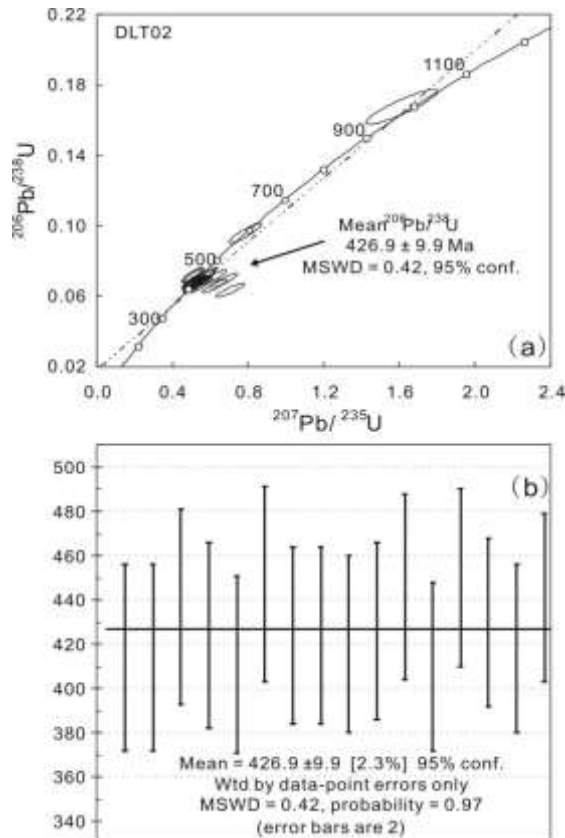 0.22
DLT02
1100
0.18
900
0.14
700
Mean²⁰⁶Pb/²³⁸U
0.10
426.9 ± 9.9 Ma
500
MSWD = 0.42, 95% conf.
0.06
300
(a)
0.02
0.0 0.4 0.8 1.2 1.6 2.0 2.4
²⁰⁶Pb/²³⁸U
²⁰⁷Pb/ ²³⁵U
500
(b)
480
460
440
420
400
380
Mean = 426.9 ±9.9 [2.3%] 95% conf.
360
Wtd by data-point errors only
MSWD = 0.42, probability = 0.97
340
(error bars are 2)